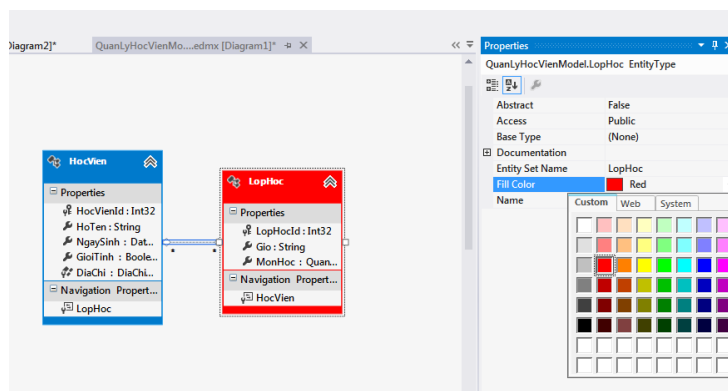 Diagram2]*
QuanLyHocVienMo....edmx [Diagram1]*
HocVien
Properties
HocVienId : Int32
HoTen : String
NgaySinh : Dat...
GioiTinh : Boole...
DiaChi : DiaChi...
Navigation Propert...
LopHoc
LopHoc
Properties
LopHocId : Int32
Gio : String
MonHoc : Quan...
Navigation Propert...
HocVien
Properties
QuanLyHocVienModel.LopHoc EntityType
Abstract False
Access Public
Base Type (None)
Documentation
Entity Set Name LopHoc
Fill Color Red
Name
Custom Web System